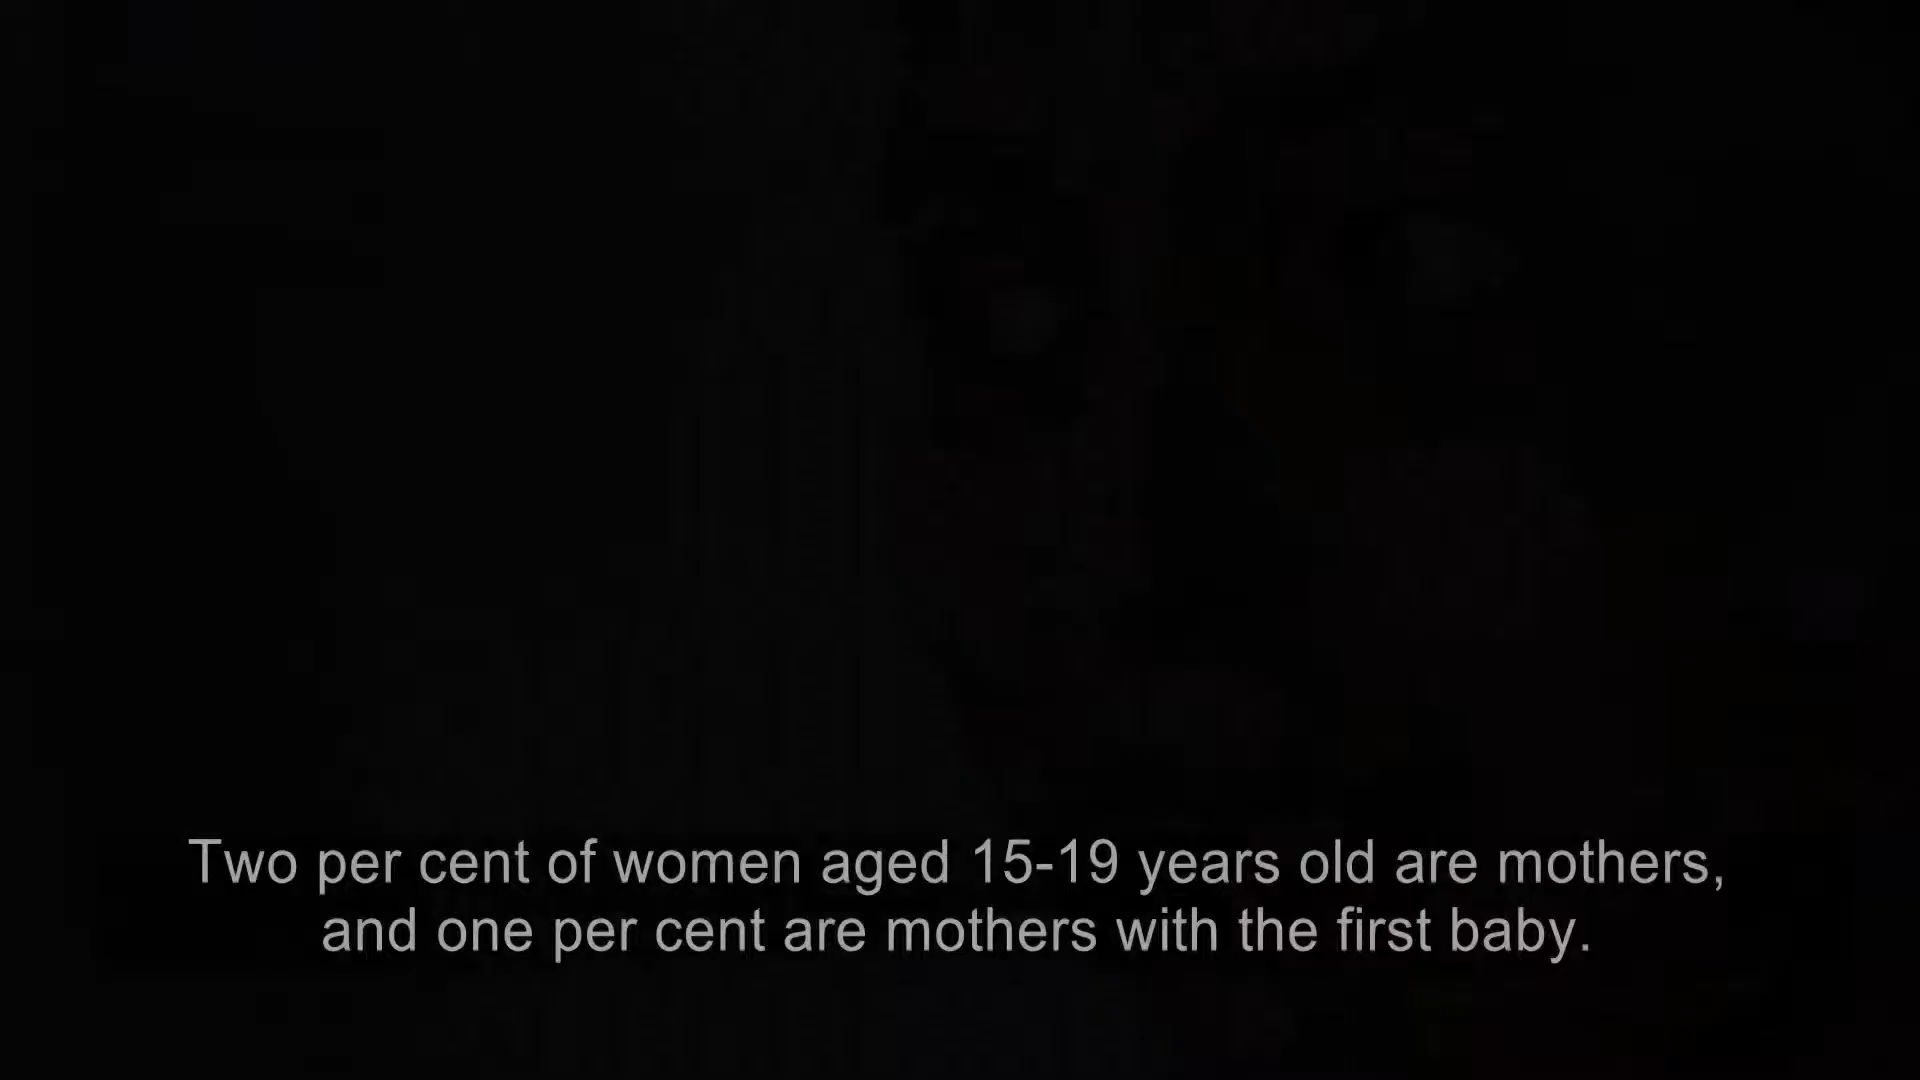 Two per cent of women aged 15-19 years old are mothers,
and one per cent are mothers with the first baby.